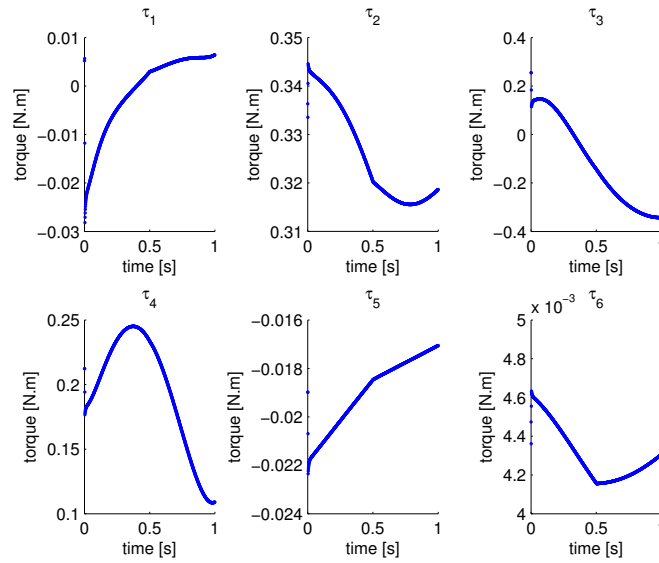 τ1
τ2
τ3
torque [N.m]
0.01
0
−0.01
−0.02
−0.03
0
0.5
1
time [s]
torque [N.m]
0.35
0.34
0.33
0.32
0.31
0
0.5
1
time [s]
torque [N.m]
0.4
0.2
0
−0.2
−0.4
0
0.5
1
time [s]
τ4
τ5
τ6
torque [N.m]
0.25
0.2
0.15
0.1
0
0.5
1
time [s]
torque [N.m]
−0.016
−0.018
−0.02
−0.022
−0.024
0
0.5
1
time [s]
x 10−3
torque [N.m]
5
4.8
4.6
4.4
4.2
4
0
0.5
1
time [s]